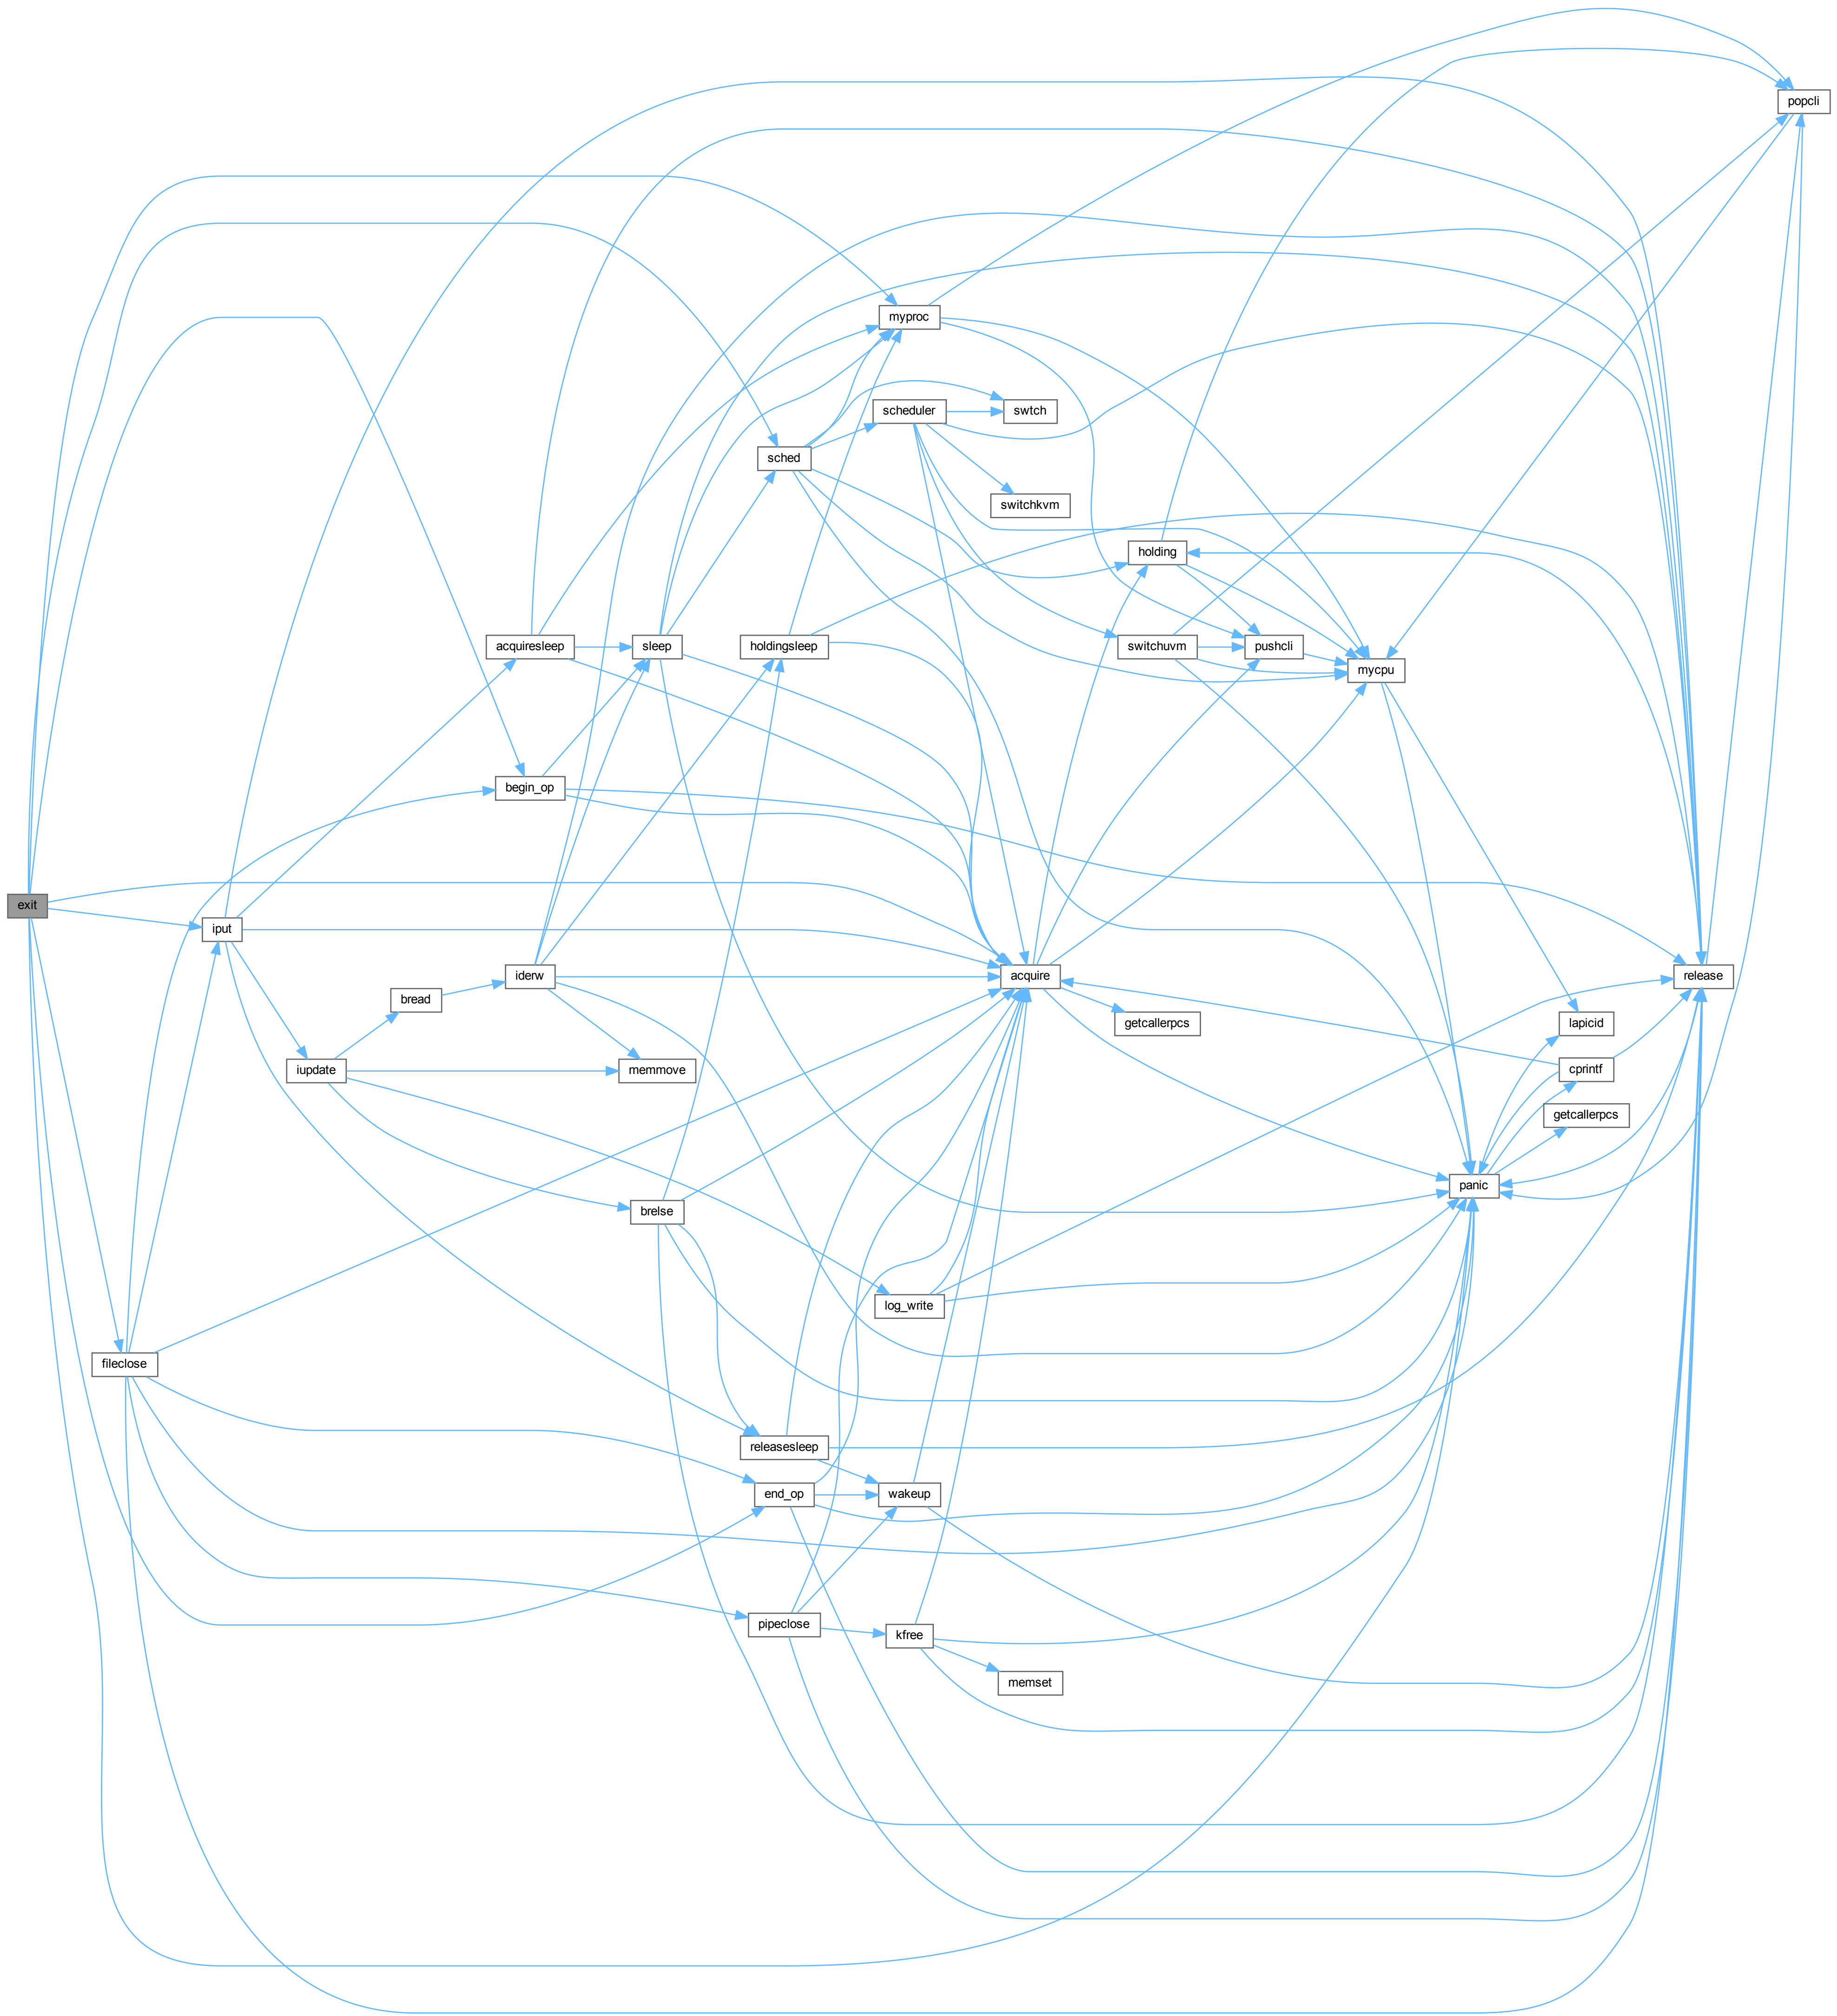 popcli
myproc
scheduler
swtch
sched
switchkvm
holding
acquiresleep
sleep
holdingsleep
switchuvm
pushcli
mycpu
begin_op
exit
iput
iderw
acquire
release
bread
getcallerpcs
lapicid
iupdate
memmove
cprintf
getcallerpcs
panic
brelse
log_write
fileclose
releasesleep
end_op
wakeup
pipeclose
kfree
memset